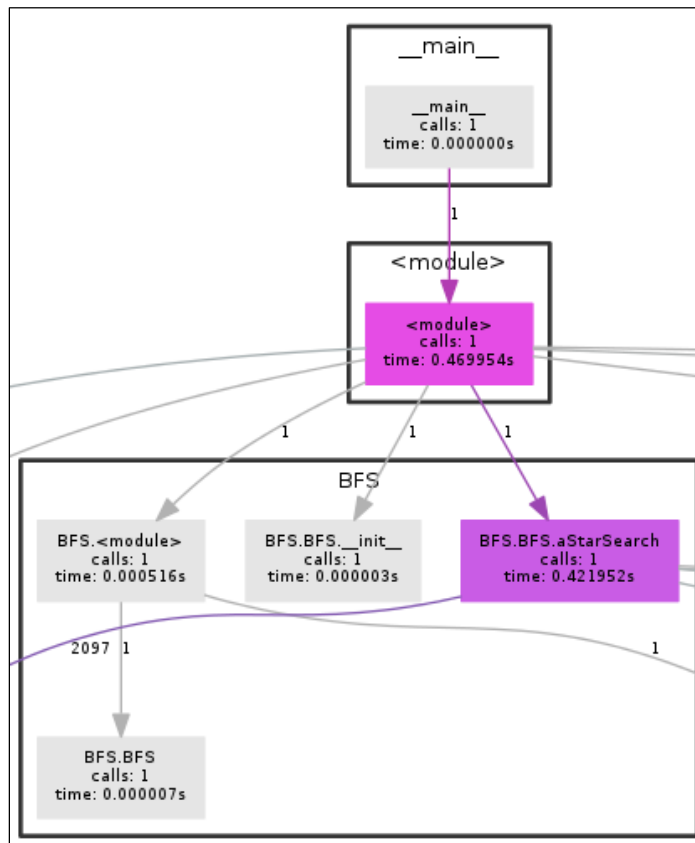 __main__
__main__
calls: 1
time: 0.000000s
1
<module>
<module>
calls: 1
time: 0.469954s
1
1
1
BFS
BFS.<module>
calls: 1
time: 0.000516s
BFS.BFS.__init__
calls: 1
time: 0.000003s
BFS.BFS.aStarSearch
calls: 1
time: 0.421952s
2097
1
1
BFS.BFS
calls: 1
time: 0.000007s